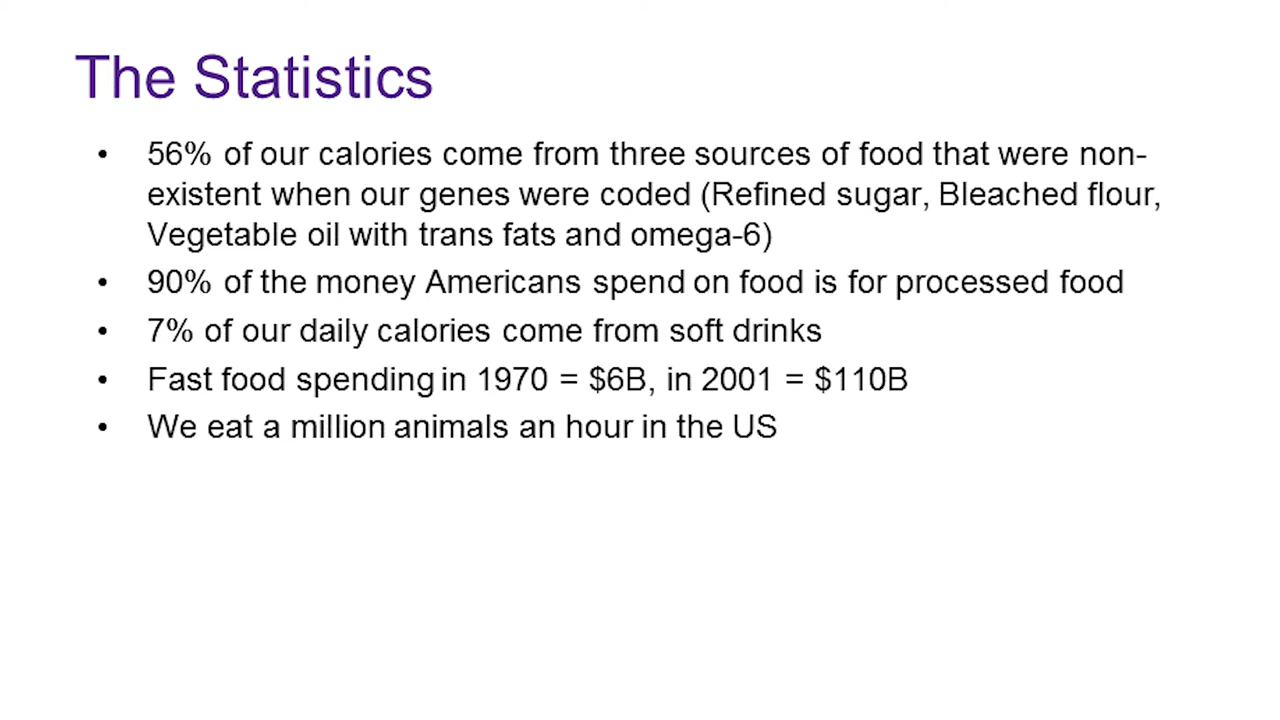 The Statistics
• 56% of our calories come from three sources of food that were non-
existent when our genes were coded (Refined sugar, Bleached flour,
Vegetable oil with trans fats and omega-6)
• 90% of the money Americans spend on food is for processed food
• 7% of our daily calories come from soft drinks
• Fast food spending in 1970 = $6B, in 2001 = $110B
• We eat a million animals an hour in the US